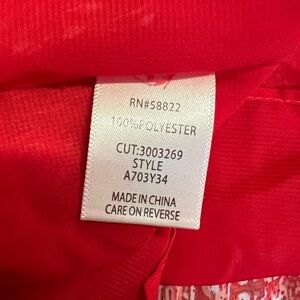 RN#58822
100%POLYESTER
CUT:3003269
STYLE
A703Y34
MADE IN CHINA
CARE ON REVERSE